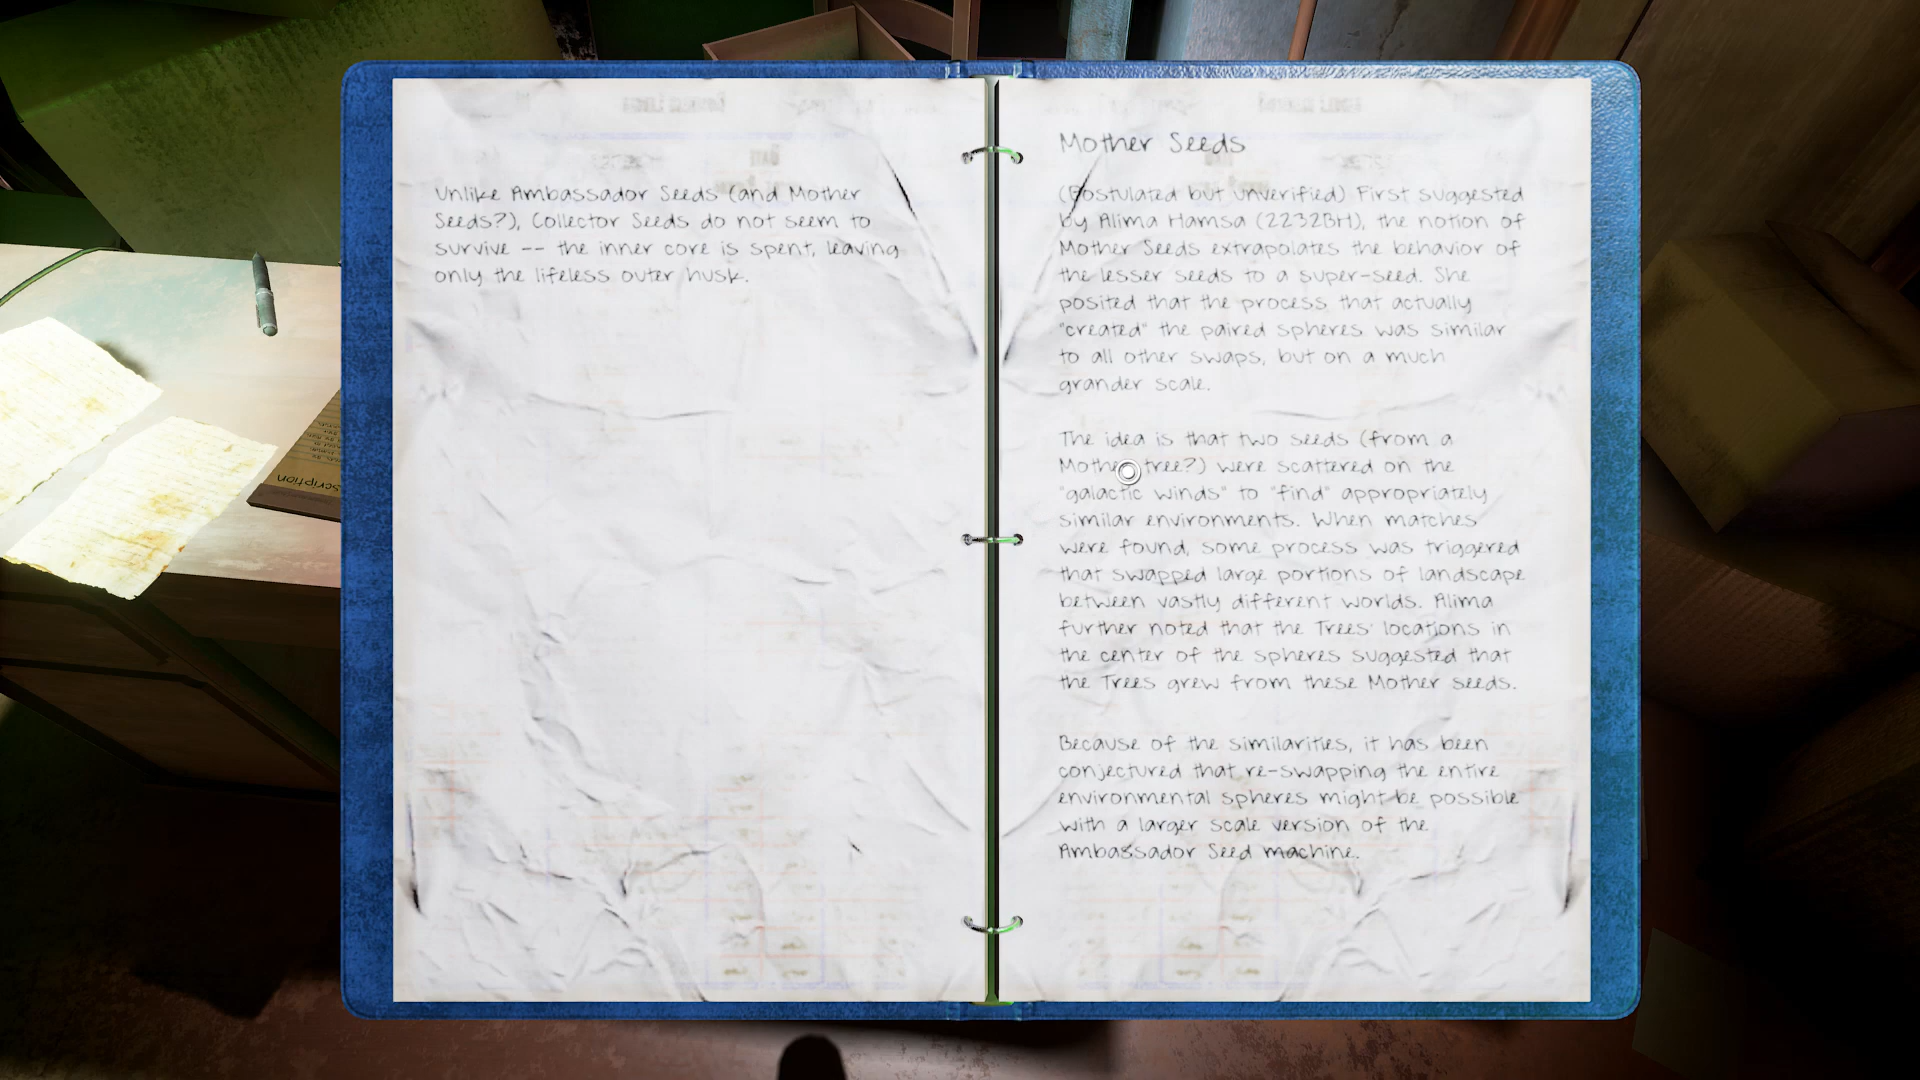 Unlike Ambassador Seeds (and Mother
Seeds?), Collector Seeds do not seem to
survive -- the inner core is spent, leaving
only the lifeless outer husk.
Mother Seeds
(Postulated but unverified) First suggested
by Alima Hamsa (2232BH), the notion of
Mother Seeds extrapolates the behavior of
the lesser seeds to a super-seed. She
posited that the process that actually
"created" the paired spheres was similar
to all other swaps, but on a much
grander scale.
The idea is that two seeds (from a
Mother tree?) were scattered on the
"galactic winds" to "find" appropriately
similar environments. When matches
were found, some process was triggered
that swapped large portions of landscape
between vastly different worlds. Alima
further noted that the Trees' locations in
the center of the spheres suggested that
the Trees grew from these Mother seeds.
Because of the similarities, it has been
conjectured that re-swapping the entire
environmental spheres might be possible
with a larger scale version of the
Ambassador Seed machine.